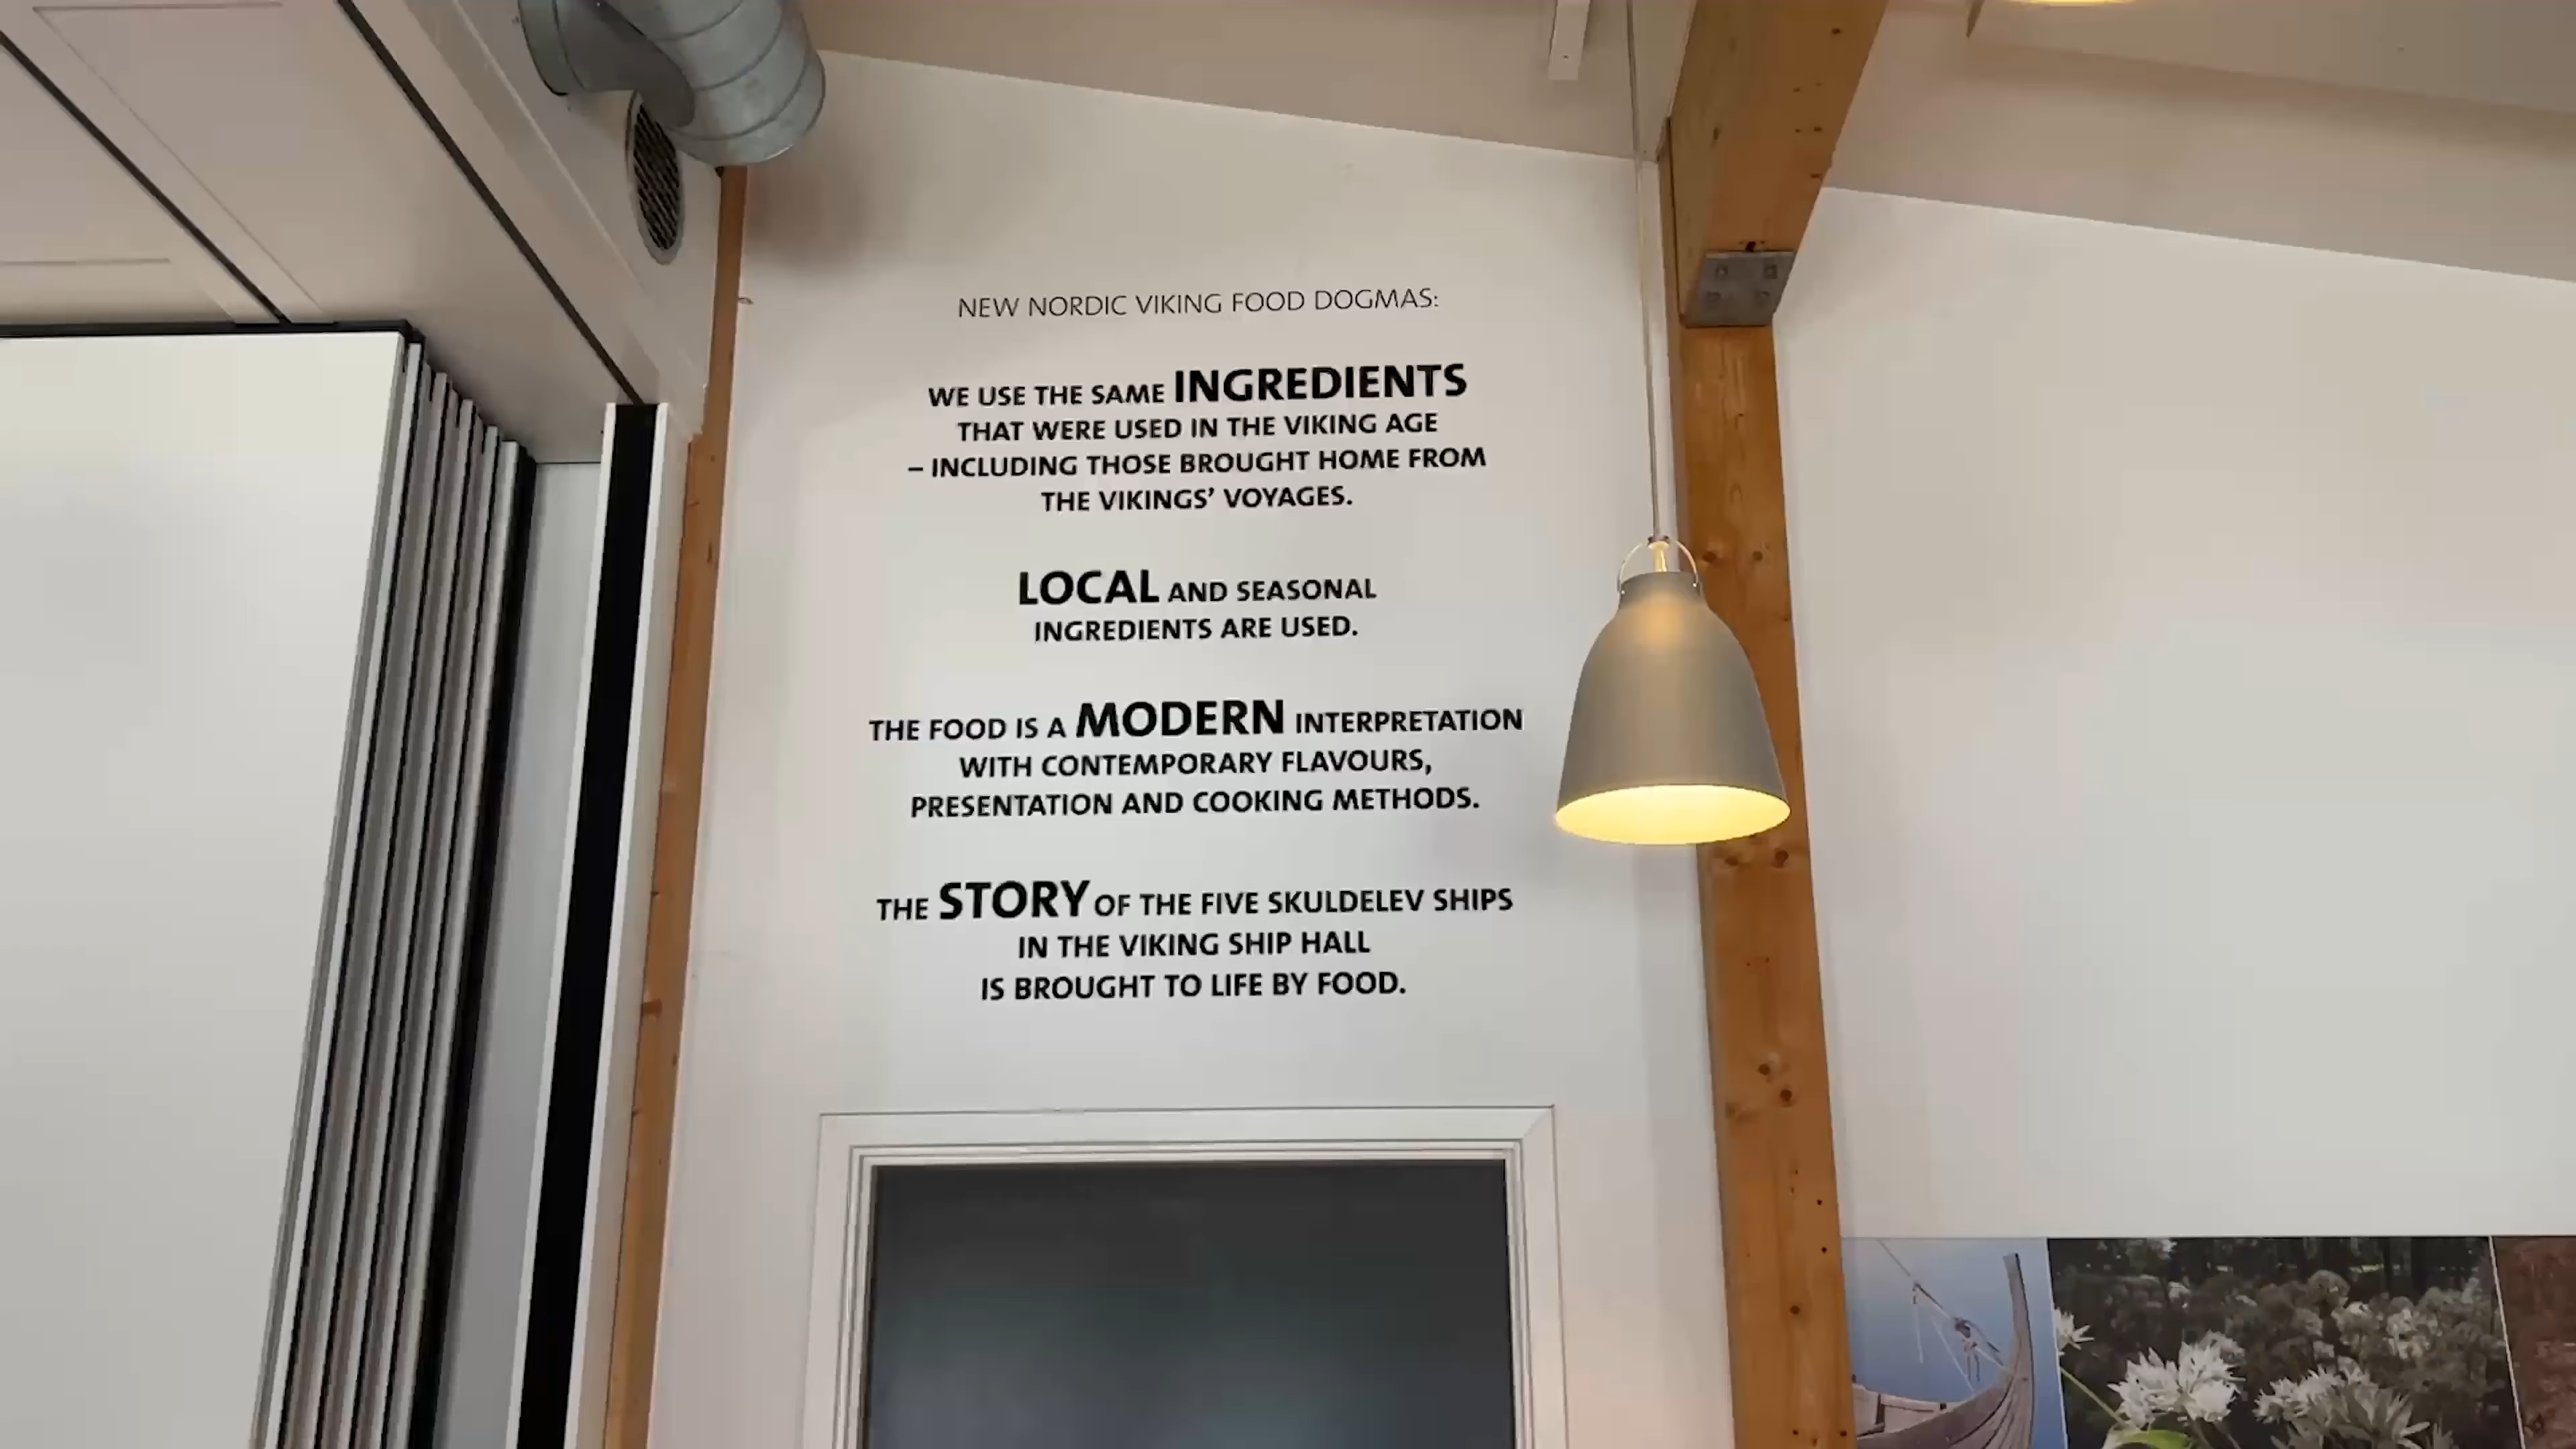 NEW NORDIC VIKING FOOD DOGMAS:
WE USE THE SAME INGREDIENTS
THAT WERE USED IN THE VIKING AGE
– INCLUDING THOSE BROUGHT HOME FROM
THE VIKINGS’ VOYAGES.
LOCAL AND SEASONAL
INGREDIENTS ARE USED.
THE FOOD IS A MODERN INTERPRETATION
WITH CONTEMPORARY FLAVOURS,
PRESENTATION AND COOKING METHODS.
THE STORY OF THE FIVE SKULDELEV SHIPS
IN THE VIKING SHIP HALL
IS BROUGHT TO LIFE BY FOOD.